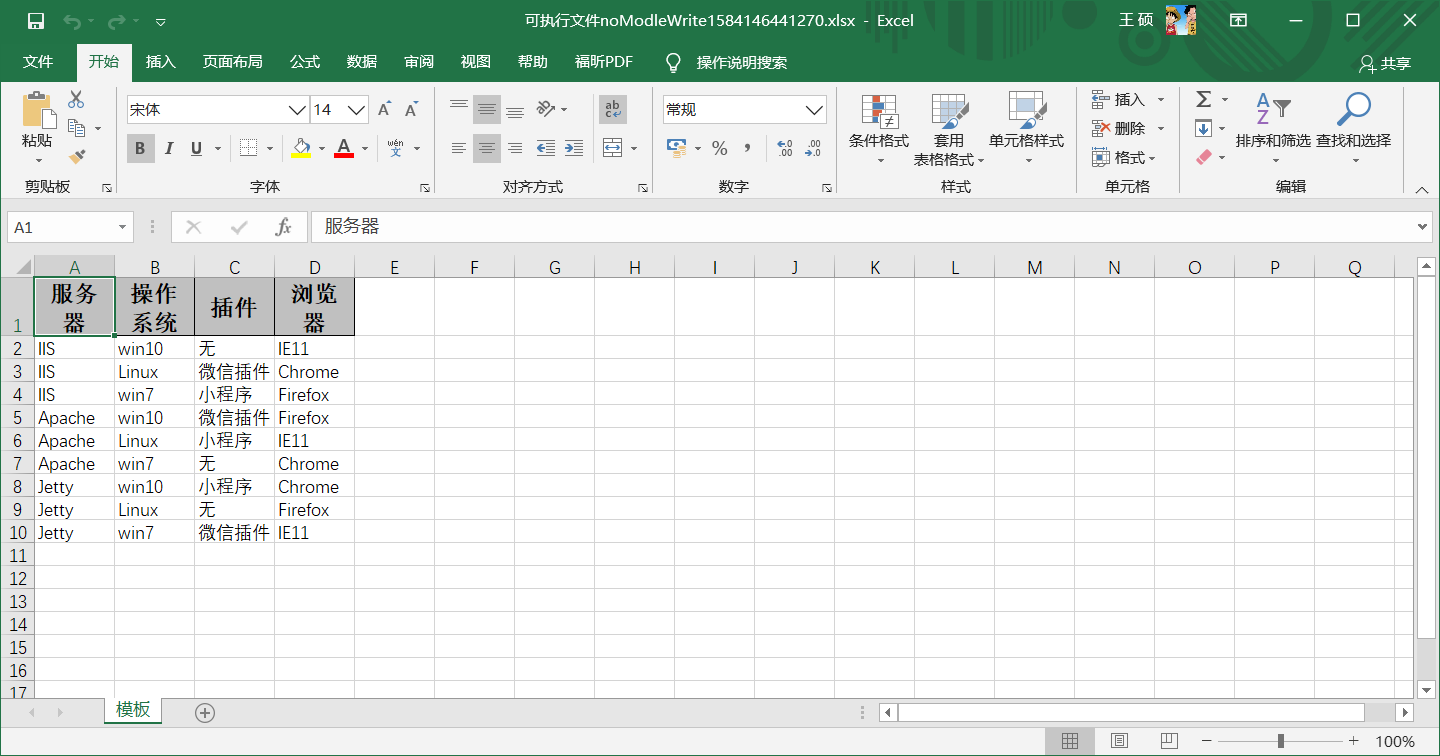 可执行文件noModleWrite1584146441270.xlsx - Excel
王 硕
文件 开始 插入 页面布局 公式 数据 审阅 视图 帮助 福昕PDF 操作说明搜索 共享
宋体 14 常规
粘贴
B I U A A A ab c wén 文 % , .00 .0
条件格式 套用 表格格式 单元格样式
插入
删除
格式
Σ
A Z
排序和筛选 查找和选择
剪贴板 字体 对齐方式 数字 样式 单元格 编辑
A1 fx 服务器
A B C D E F G H I J K L M N O P Q
1 服务器 操作系统 插件 浏览器
2 IIS win10 无 IE11
3 IIS Linux 微信插件 Chrome
4 IIS win7 小程序 Firefox
5 Apache win10 微信插件 Firefox
6 Apache Linux 小程序 IE11
7 Apache win7 无 Chrome
8 Jetty win10 小程序 Chrome
9 Jetty Linux 无 Firefox
10 Jetty win7 微信插件 IE11
11
12
13
14
15
16
17
模板
100%